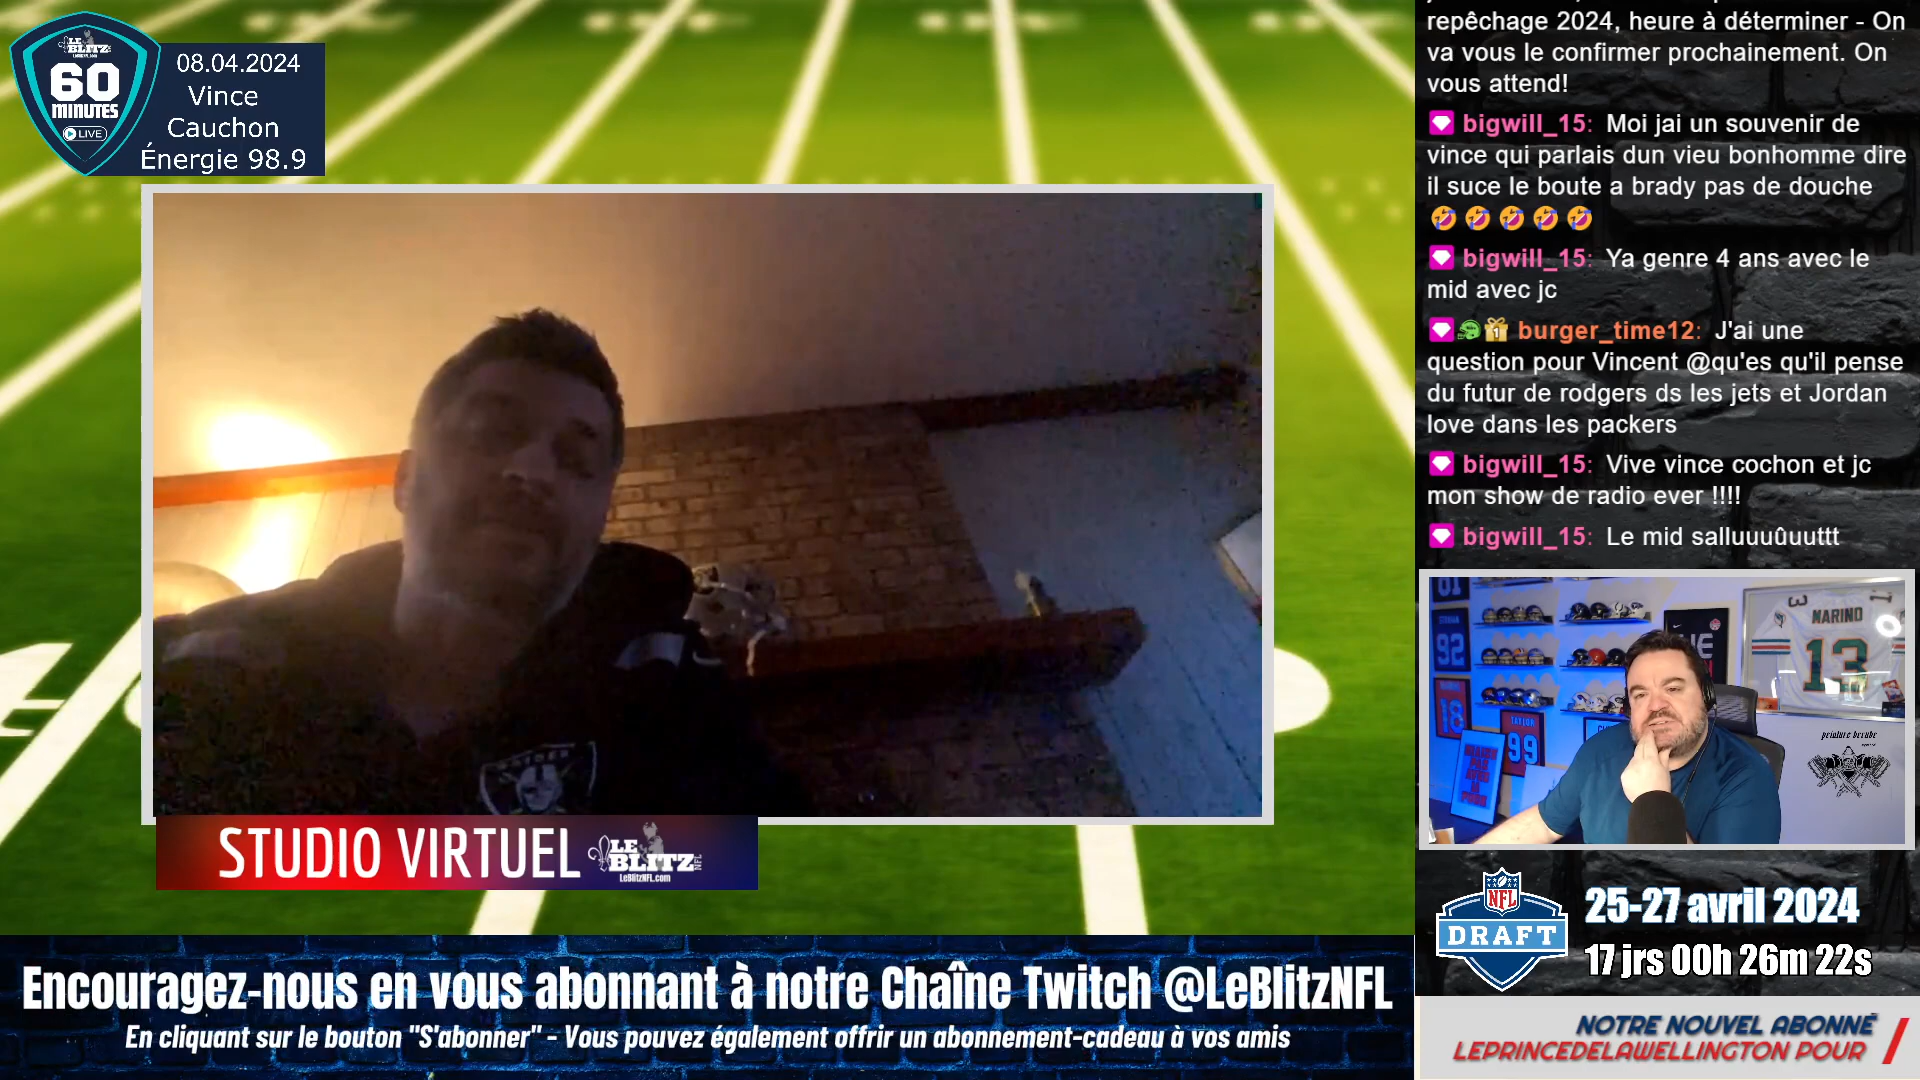 LE
BLITZ
60
MINUTES
LIVE
08.04.2024
Vince
Cauchon
Énergie 98.9
repêchage 2024, heure à déterminer - On
va vous le confirmer prochainement. On
vous attend!
bigwill_15: Moi jai un souvenir de
vince qui parlais dun vieu bonhomme dire
il suce le boute a brady pas de douche
🤣 🤣 🤣 🤣 🤣
bigwill_15: Ya genre 4 ans avec le
mid avec jc
burger_time12: J'ai une
question pour Vincent @qu'es qu'il pense
du futur de rodgers ds les jets et Jordan
love dans les packers
bigwill_15: Vive vince cochon et jc
mon show de radio ever !!!!
bigwill_15: Le mid salluuuûuuttt
MARINO
13
92
18
TAYLOR
99
peinture berube
STUDIO VIRTUEL
LE
BLITZ NFL
LeBlitzNFL.com
NFL
DRAFT
25-27 avril 2024
17 jrs 00h 26m 22s
Encouragez-nous en vous abonnant à notre Chaîne Twitch @LeBlitzNFL
En cliquant sur le bouton "S'abonner" - Vous pouvez également offrir un abonnement-cadeau à vos amis
NOTRE NOUVEL ABONNÉ
LEPRINCEDELAWELLINGTON POUR